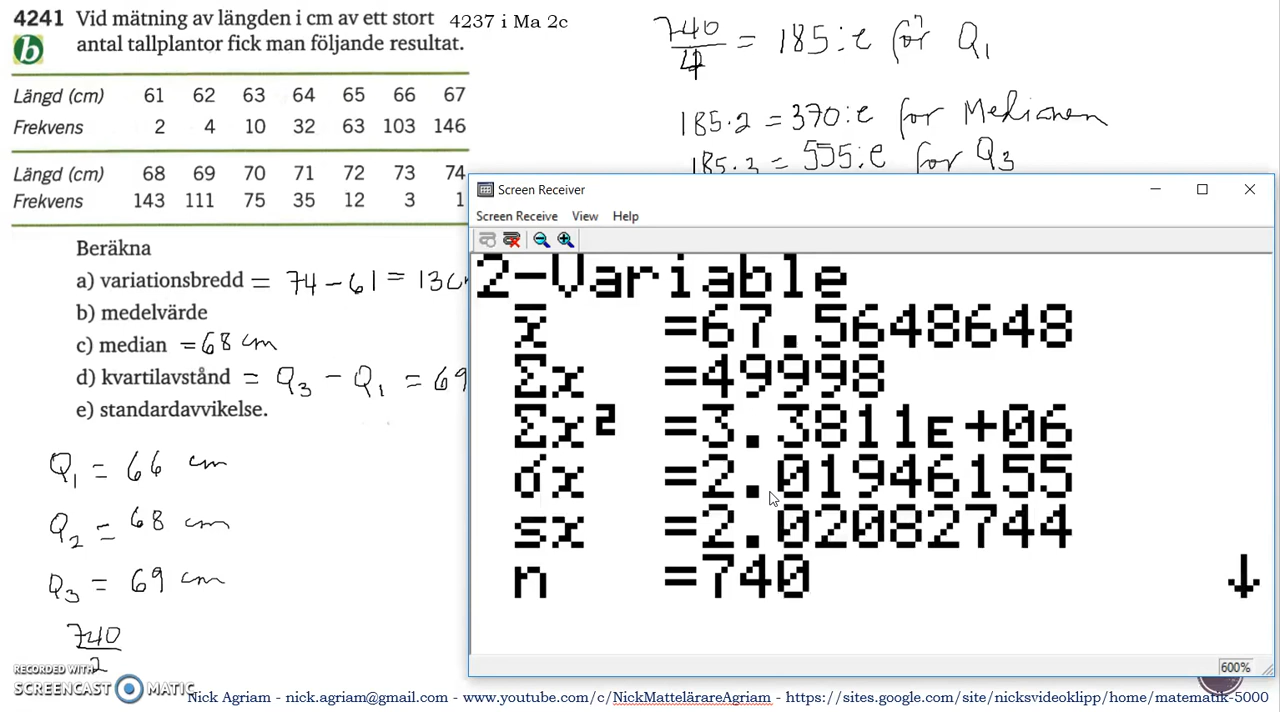 4241 Vid mätning av längden i cm av ett stort 4237 i Ma 2c
b antal tallplantor fick man följande resultat.
Längd (cm) 61 62 63 64 65 66 67
Frekvens 2 4 10 32 63 103 146
Längd (cm) 68 69 70 71 72 73 74
Frekvens 143 111 75 35 12 3 1
Beräkna
a) variationsbredd = 74 - 61 = 13c
b) medelvärde
c) median = 68 cm
d) kvartilavstånd = Q3 - Q1 = 69
e) standardavvikelse.
Q1 = 66 cm
Q2 = 68 cm
Q3 = 69 cm
740
2
740
4 = 185:e för Q1
185.2 = 370:e för Medianen
185.3 = 555:e för Q3
Screen Receiver
Screen Receive View Help
2-Variable
x̄ =67.5648648
Σx =49998
Σx² =3.3811E+06
σx =2.01946155
sx =2.02082744
n =740
600%
RECORDED WITH
SCREENCAST MATIC
Nick Agriam - nick.agriam@gmail.com - www.youtube.com/c/NickMattelärareAgriam - https://sites.google.com/site/nicksvideoklipp/home/matematik-5000